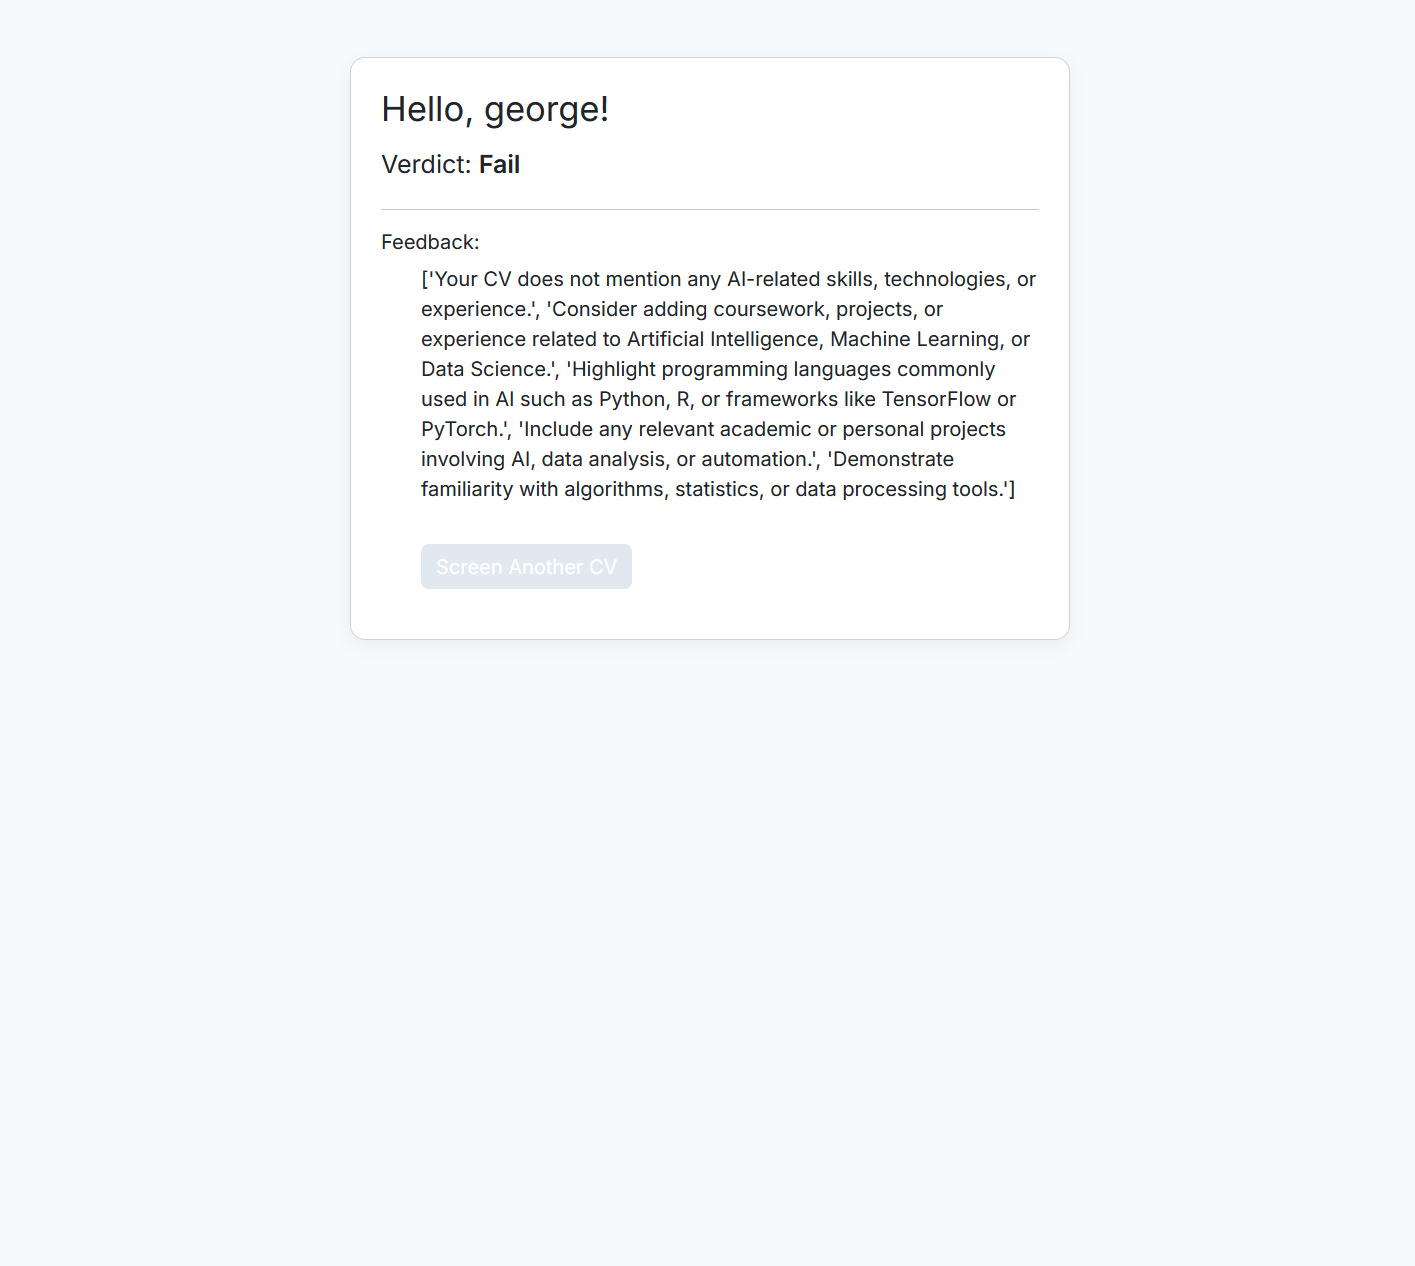 Hello, george!
Verdict: Fail
Feedback:
['Your CV does not mention any AI-related skills, technologies, or
experience.', 'Consider adding coursework, projects, or
experience related to Artificial Intelligence, Machine Learning, or
Data Science.', 'Highlight programming languages commonly
used in AI such as Python, R, or frameworks like TensorFlow or
PyTorch.', 'Include any relevant academic or personal projects
involving AI, data analysis, or automation.', 'Demonstrate
familiarity with algorithms, statistics, or data processing tools.']
Screen Another CV